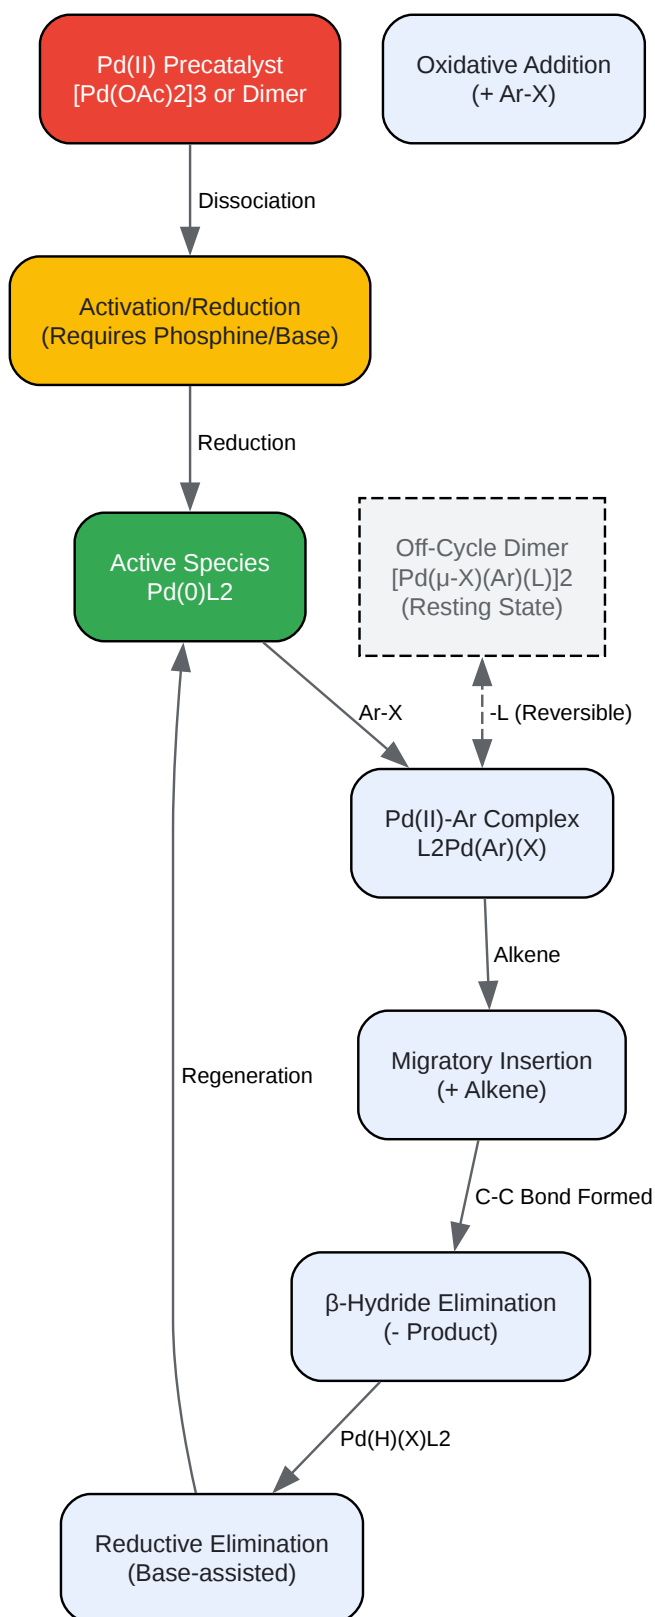 Pd(II) Precatalyst
[Pd(OAc)2]3 or Dimer
Oxidative Addition
(+ Ar-X)
Dissociation
Activation/Reduction
(Requires Phosphine/Base)
Reduction
Active Species
Pd(0)L2
Off-Cycle Dimer
[Pd(μ-X)(Ar)(L)]2
(Resting State)
Ar-X
-L (Reversible)
Pd(II)-Ar Complex
L2Pd(Ar)(X)
Alkene
Migratory Insertion
(+ Alkene)
Regeneration
C-C Bond Formed
β-Hydride Elimination
(- Product)
Pd(H)(X)L2
Reductive Elimination
(Base-assisted)